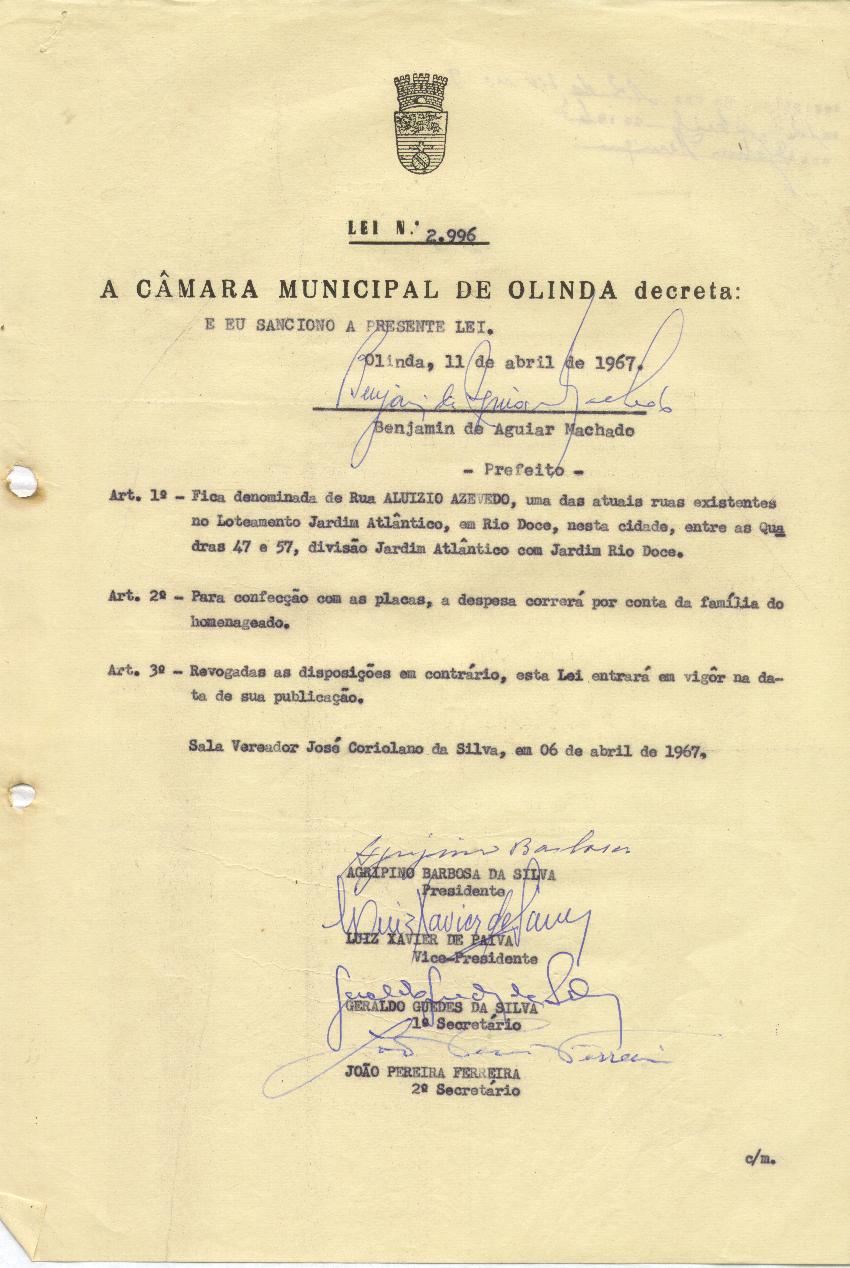 LEI N.º 2.996
A CÂMARA MUNICIPAL DE OLINDA decreta:
E EU SANCIONO A PRESENTE LEI.
Olinda, 11 de abril de 1967.
Benjamin de Aguiar Machado
Benjamin de Aguiar Machado
- Prefeito -
Art. 1º - Fica denominada de Rua ALUIZIO AZEVEDO, uma das atuais ruas existentes
no Loteamento Jardim Atlântico, em Rio Doce, nesta cidade, entre as Qua
dras 47 e 57, divisão Jardim Atlântico com Jardim Rio Doce.
Art. 2º - Para confecção com as placas, a despesa correrá por conta da família do
homenageado.
Art. 3º - Revogadas as disposições em contrário, esta Lei entrará em vigôr na da-
ta de sua publicação.
Sala Vereador José Coriolano da Silva, em 06 de abril de 1967.
Agripino Barbosa
AGRIPINO BARBOSA DA SILVA
Presidente
Luiz Xavier de Paiva
LUIZ XAVIER DE PAIVA
Vice-Presidente
Geraldo Guedes da Silva
GERALDO GUEDES DA SILVA
1º Secretário
João Pereira Ferreira
JOÃO PEREIRA FERREIRA
2º Secretário
c/m.